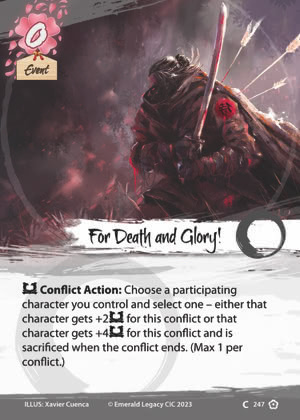 0
Event
For Death and Glory!
Conflict Action: Choose a participating
character you control and select one – either that
character gets +2 for this conflict or that
character gets +4 for this conflict and is
sacrificed when the conflict ends. (Max 1 per
conflict.)
ILLUS: Xavier Cuenca © Emerald Legacy CIC 2023 C 247